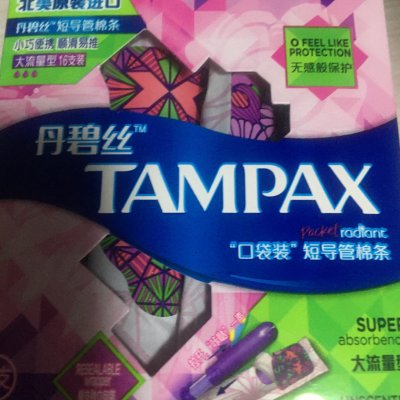 北美原装进口
丹碧丝™短导管棉条
小巧便携 顺滑易推
大流量型 16支装
O FEEL LIKE
PROTECTION
无感般保护
丹碧丝™
TAMPAX
Pocket radiant
“口袋装”短导管棉条
SUPER
absorbency
大流量型
RESEALABLE
wrapper
UNSCENTED